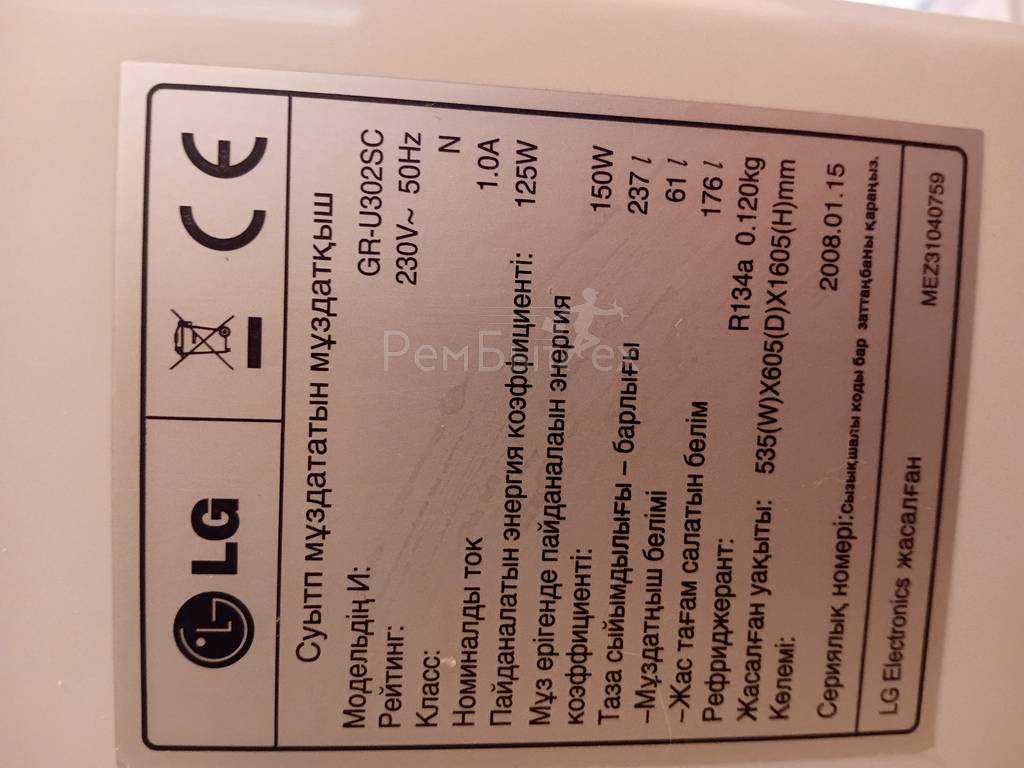 LG CE
Суытп мұздататын мұздатқыш
Модельдің И: GR-U302SC
Рейтинг: 230V~ 50Hz
Класс: N
Номиналды ток 1.0A
Пайданалатын энергия коэффициенті: 125W
Мұз ерігенде пайданалаын энергия
коэффициенті: 150W
Таза сыйымдылығы – барлығы 237 l
–Мұздатңыш бөлімі 61 l
–Жас тағам салатын бөлім 176 l
Рефриджерант: R134a 0.120kg
Жасалған уақыты: 535(W)X605(D)X1605(H)mm
Көлемі: 2008.01.15
Сериялық номері:сызықшалы коды бар заттаңбаны қараңыз.
LG Electronics жасалған MEZ31040759
РемБытТех